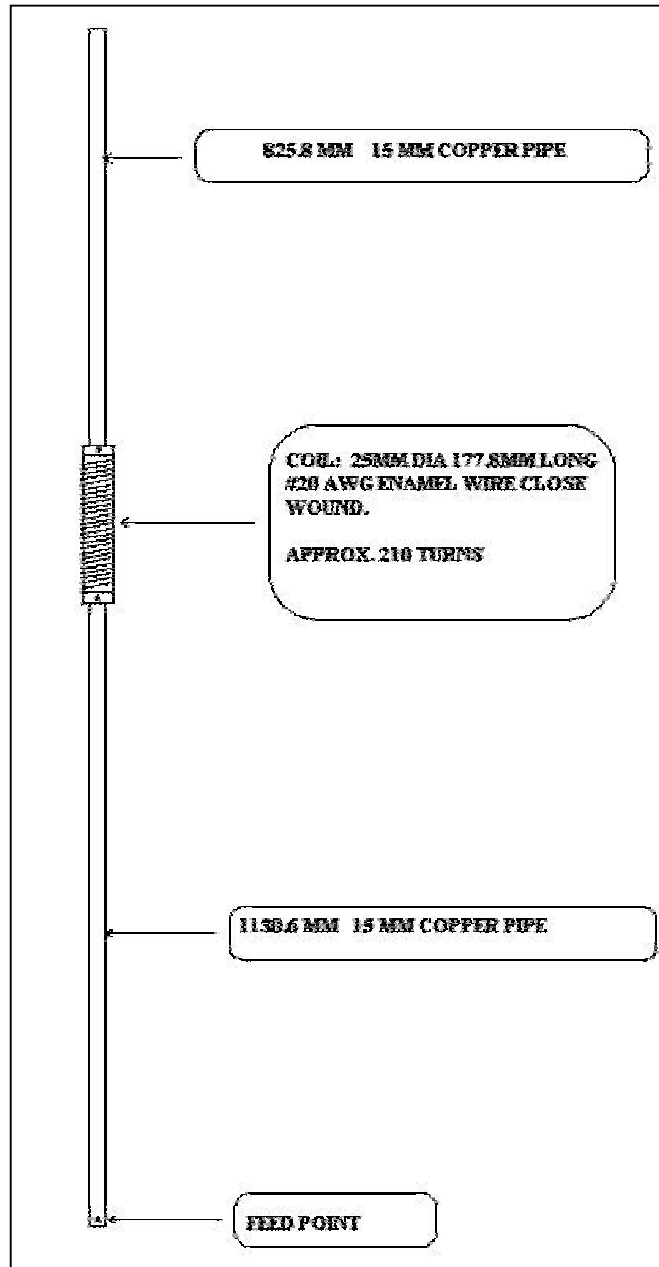 825.8 MM 15 MM COPPER PIPE
COIL: 25MM DIA 177.8MM LONG
#20 AWG ENAMEL WIRE CLOSE
WOUND.
APPROX. 210 TURNS
1130.6 MM 15 MM COPPER PIPE
FEED POINT